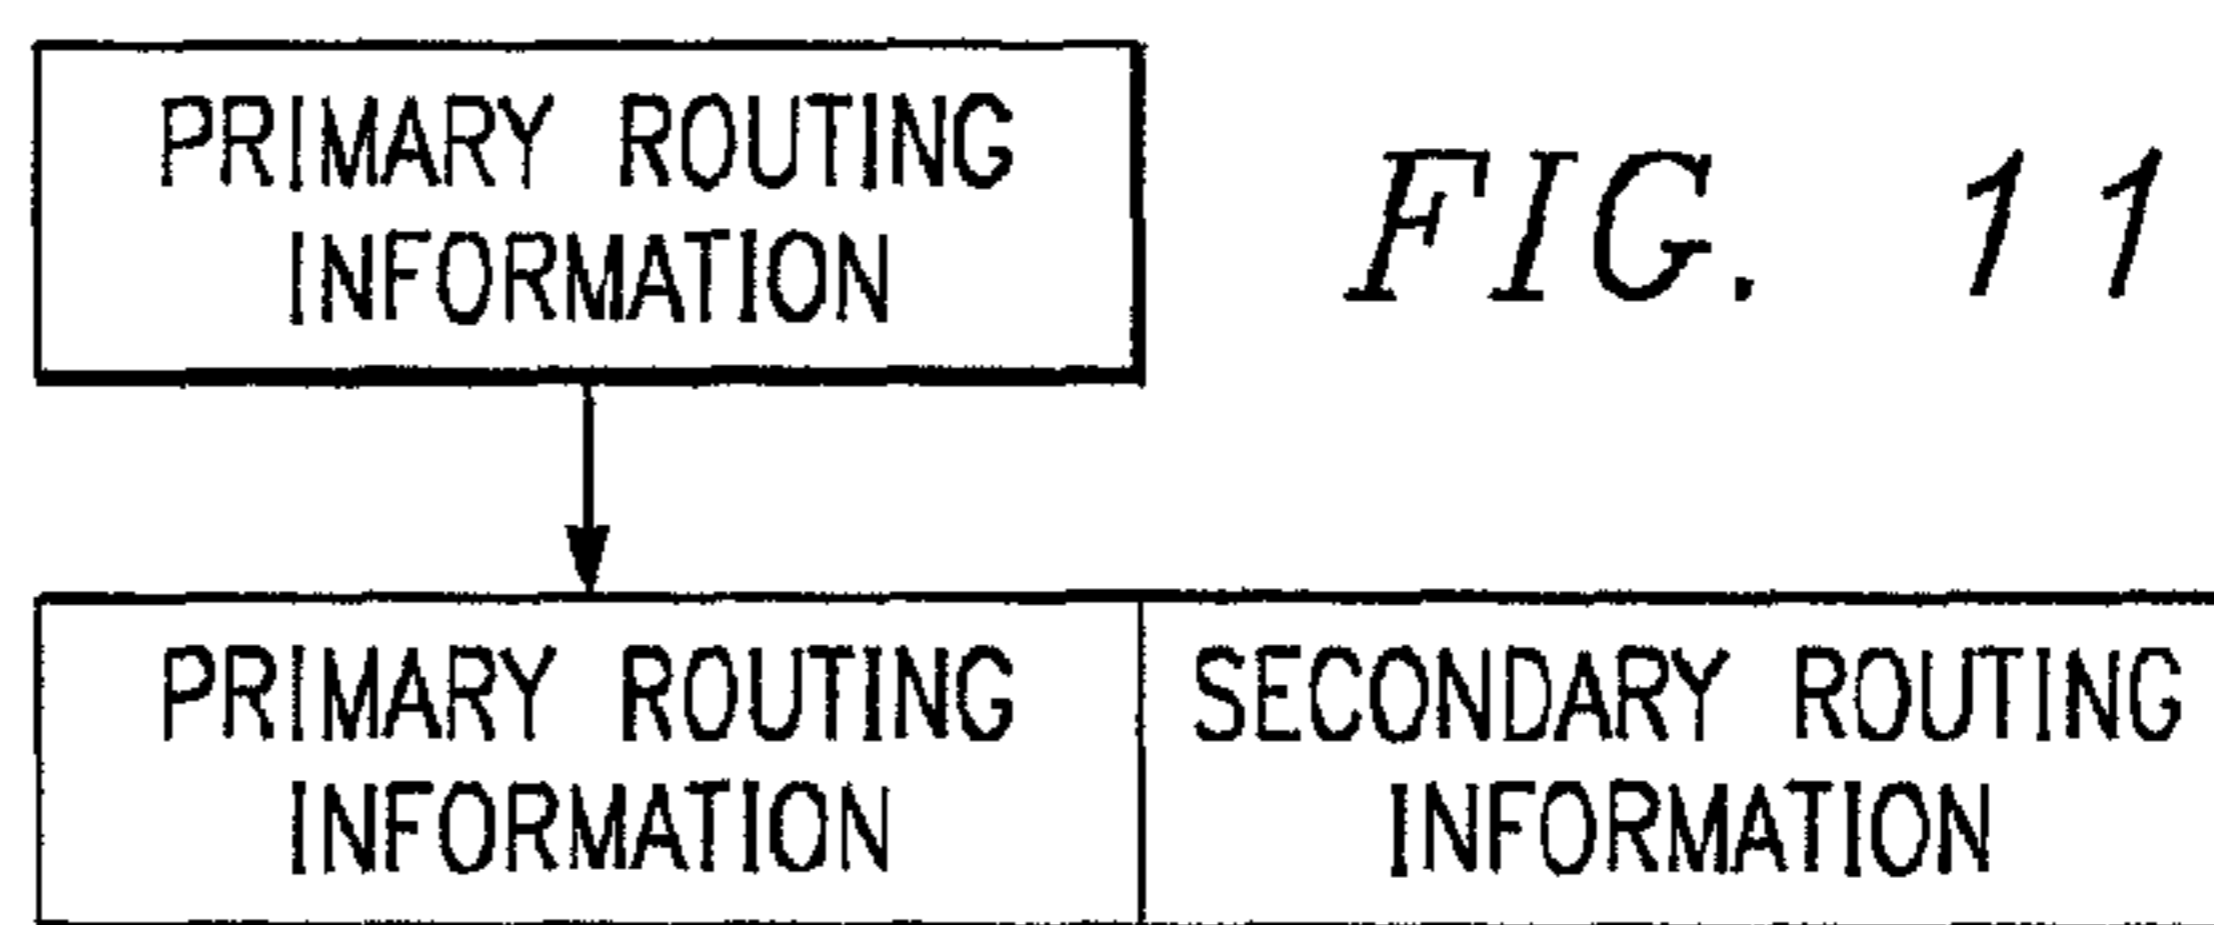 PRIMARY ROUTING
INFORMATION
FIG. 11
PRIMARY ROUTING
INFORMATION
SECONDARY ROUTING
INFORMATION